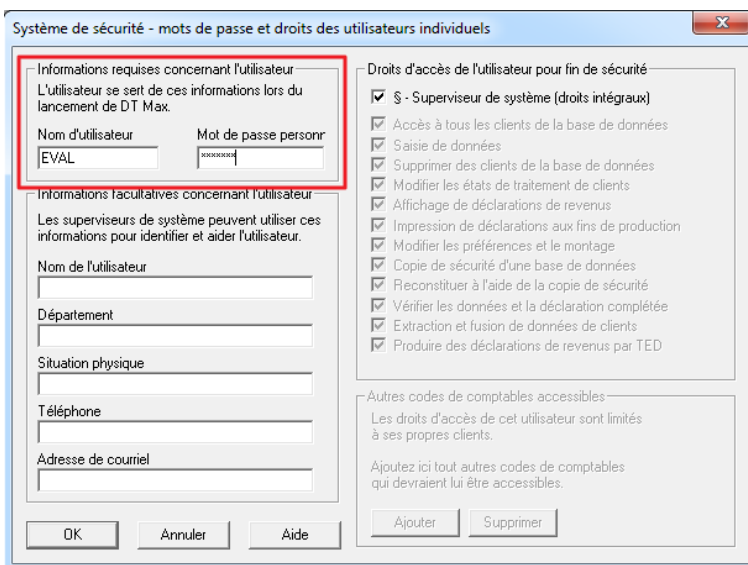 Système de sécurité - mots de passe et droits des utilisateurs individuels
Informations requises concernant l'utilisateur
L'utilisateur se sert de ces informations lors du
lancement de DT Max.
Nom d'utilisateur
Mot de passe personr
EVAL
×××××××
Informations facultatives concernant l'utilisateur
Les superviseurs de système peuvent utiliser ces
informations pour identifier et aider l'utilisateur.
Nom de l'utilisateur
Département
Situation physique
Téléphone
Adresse de courriel
OK
Annuler
Aide
Droits d'accès de l'utilisateur pour fin de sécurité
§ - Superviseur de système (droits intégraux)
Accès à tous les clients de la base de données
Saisie de données
Supprimer des clients de la base de données
Modifier les états de traitement de clients
Affichage de déclarations de revenus
Impression de déclarations aux fins de production
Modifier les préférences et le montage
Copie de sécurité d'une base de données
Reconstituer à l'aide de la copie de sécurité
Vérifier les données et la déclaration complétée
Extraction et fusion de données de clients
Produire des déclarations de revenus par TED
Autres codes de comptables accessibles
Les droits d'accès de cet utilisateur sont limités
à ses propres clients.
Ajoutez ici tout autres codes de comptables
qui devraient lui être accessibles.
Ajouter
Supprimer